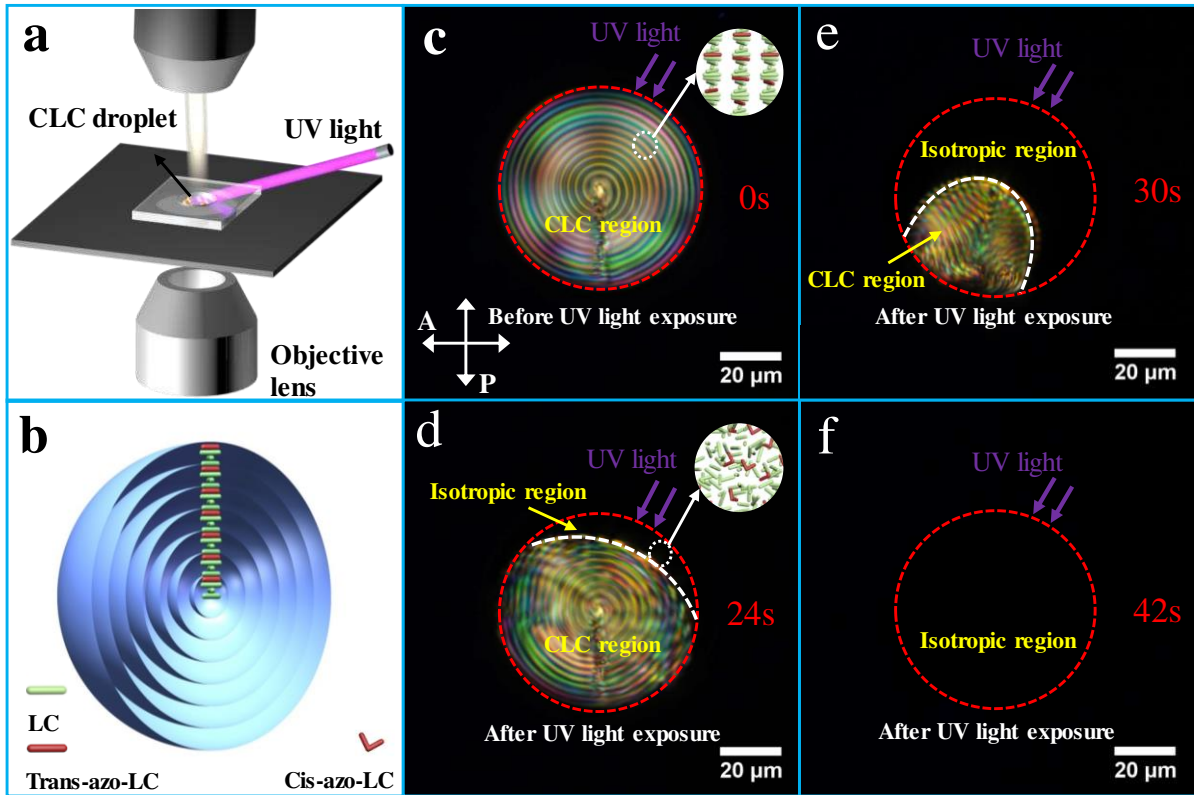 a
CLC droplet
UV light
Objective
lens
b
LC
Trans-azo-LC
Cis-azo-LC
c
UV light
CLC region
0s
A
P
Before UV light exposure
20 µm
d
UV light
Isotropic region
CLC region
24s
After UV light exposure
20 µm
e
UV light
Isotropic region
30s
CLC region
After UV light exposure
20 µm
f
UV light
42s
Isotropic region
After UV light exposure
20 µm